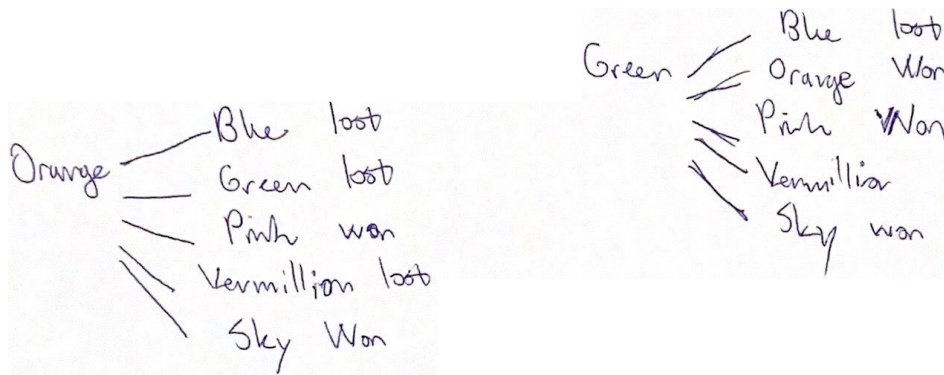 Orange
Blue lost
Green lost
Pink won
Vermillion lost
Sky Won
Green
Blue lost
Orange Won
Pink Won
Vermillion
Sky won